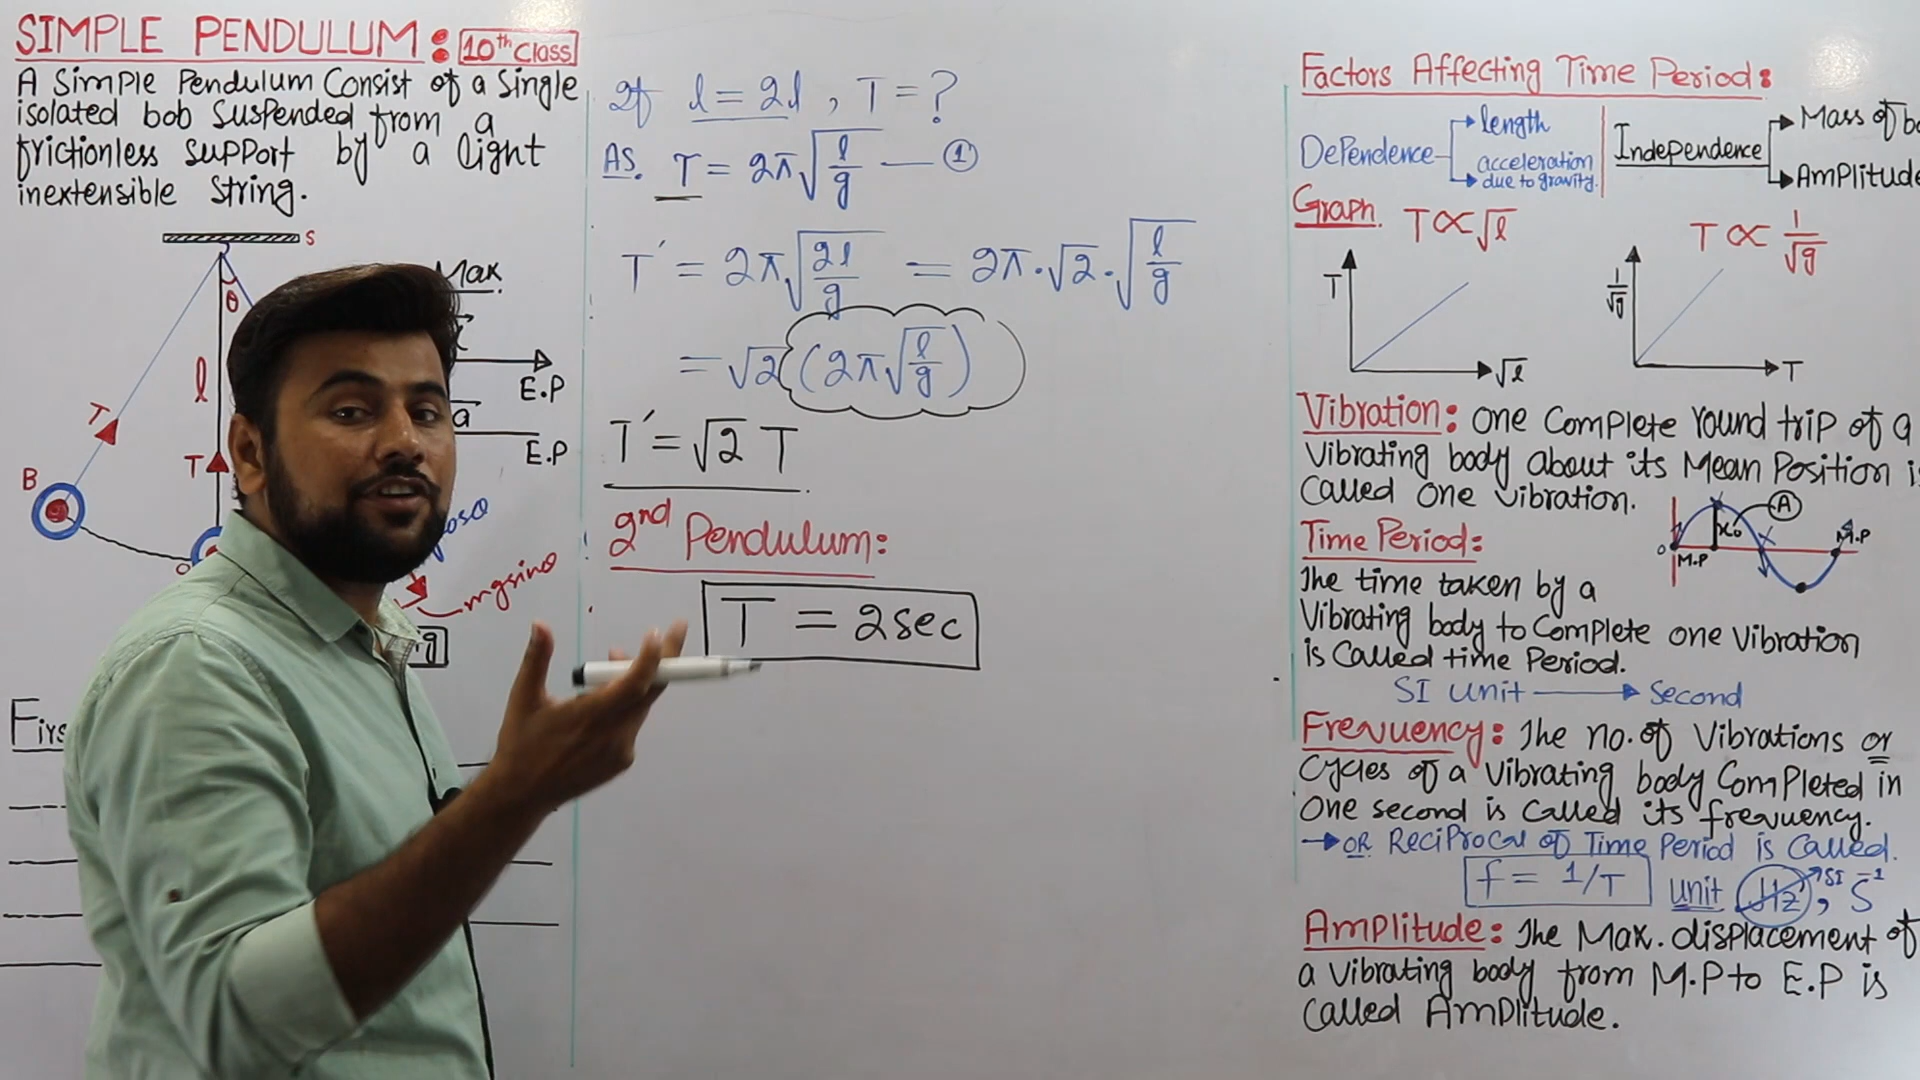 SIMPLE PENDULUM: 10th Class
A Simple Pendulum Consist of a Single
isolated bob suspended from a
frictionless support by a light
inextensible string.
S
θ
l
T
T
B
Max
E.P
a
E.P
mgsinθ
Firs
If l = 2l , T = ?
As. T = 2π√(l/g) — ①
T′ = 2π√(2l/g) = 2π·√2·√(l/g)
= √2 (2π√(l/g))
T′ = √2 T
2nd Pendulum:
T = 2sec
Factors Affecting Time Period:
Dependence
length
acceleration
due to gravity.
Independence
Mass of b
Amplitude
Graph
T ∝ √l
T
√l
T ∝ 1/√g
1/√g
T
Vibration: One Complete round trip of a
Vibrating body about its Mean Position i
Called One Vibration.
A
x₀
o
M.P
M.P
Time Period:
The time taken by a
Vibrating body to Complete one Vibration
is Called time Period.
SI Unit → Second
Frequency: The no. of Vibrations or
Cycles of a Vibrating body Completed in
One second is called its frequency.
→ OR Reciprocal of Time Period is Called.
f = 1/T unit Hz SI, S⁻¹
Amplitude: The Max. displacement of
a Vibrating body from M.P to E.P is
Called Amplitude.